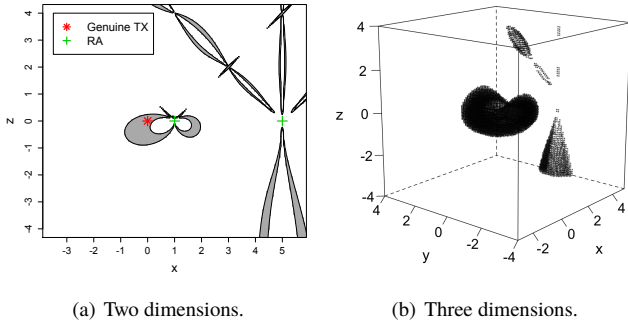 Genuine TX
RA
4
3
2
1
0
-1
-2
-3
-4
z
-3 -2 -1 0 1 2 3 4 5
x
4
2
0
-2
-4
z
4 2 0 -2 -4
y
-2 0 2 4
x
(a) Two dimensions.
(b) Three dimensions.